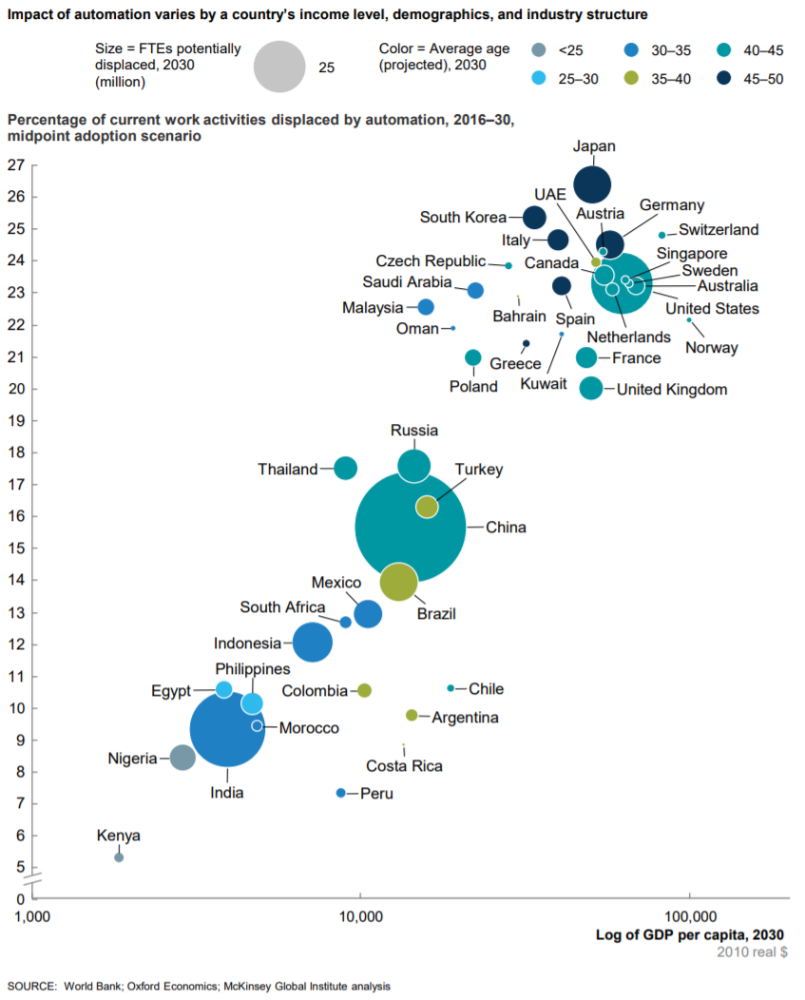 Impact of automation varies by a country's income level, demographics, and industry structure
Size = FTEs potentially
displaced, 2030
(million)
25
Color = Average age
(projected), 2030
<25
30–35
40–45
25–30
35–40
45–50
Percentage of current work activities displaced by automation, 2016–30,
midpoint adoption scenario
27
26
25
24
23
22
21
20
19
18
17
16
15
14
13
12
11
10
9
8
7
6
5
0
Japan
UAE
Austria
Germany
South Korea
Switzerland
Italy
Singapore
Czech Republic
Canada
Sweden
Saudi Arabia
Australia
Malaysia
Bahrain
Spain
United States
Oman
Netherlands
Norway
Greece
Kuwait
France
Poland
United Kingdom
Russia
Thailand
Turkey
China
Mexico
South Africa
Brazil
Indonesia
Philippines
Egypt
Colombia
Chile
Morocco
Argentina
Nigeria
Costa Rica
India
Peru
Kenya
1,000
10,000
100,000
Log of GDP per capita, 2030
2010 real $
SOURCE: World Bank; Oxford Economics; McKinsey Global Institute analysis